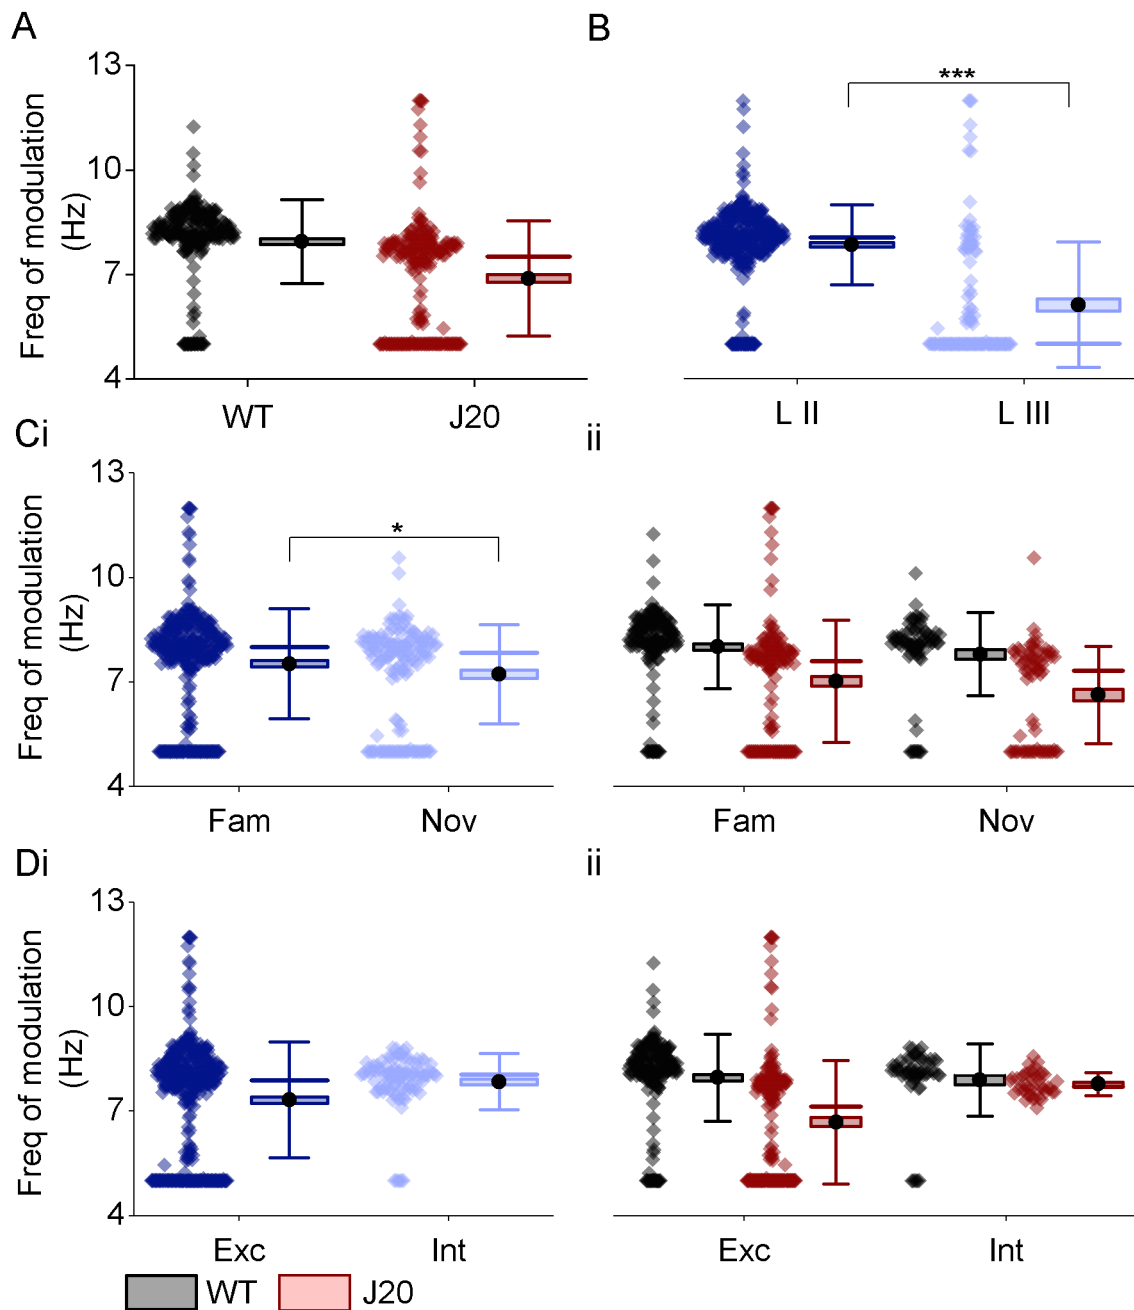 A
B
13
10
7
4
Freq of modulation
(Hz)
***
WT
J20
L II
L III
Ci
ii
13
10
7
4
Freq of modulation
(Hz)
*
Fam
Nov
Fam
Nov
Di
ii
13
10
7
4
Freq of modulation
(Hz)
Exc
Int
Exc
Int
WT
J20